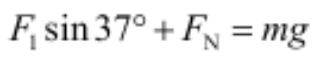 F₁ sin 37° + F_N = mg